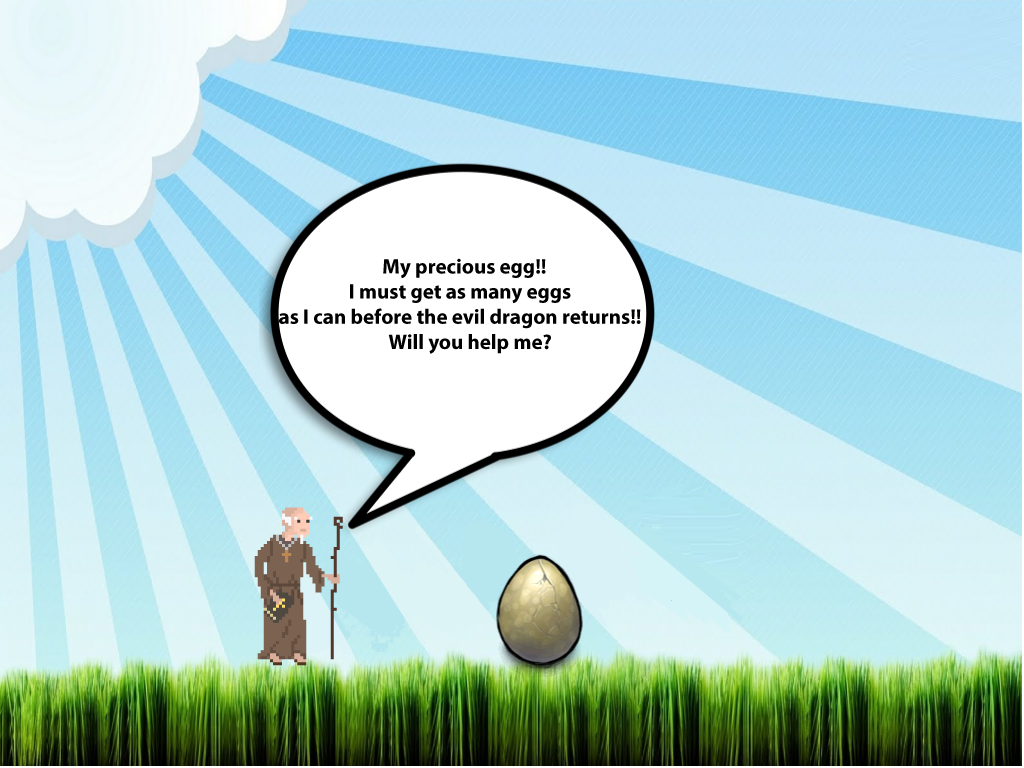 My precious egg!!
I must get as many eggs
as I can before the evil dragon returns!!
Will you help me?